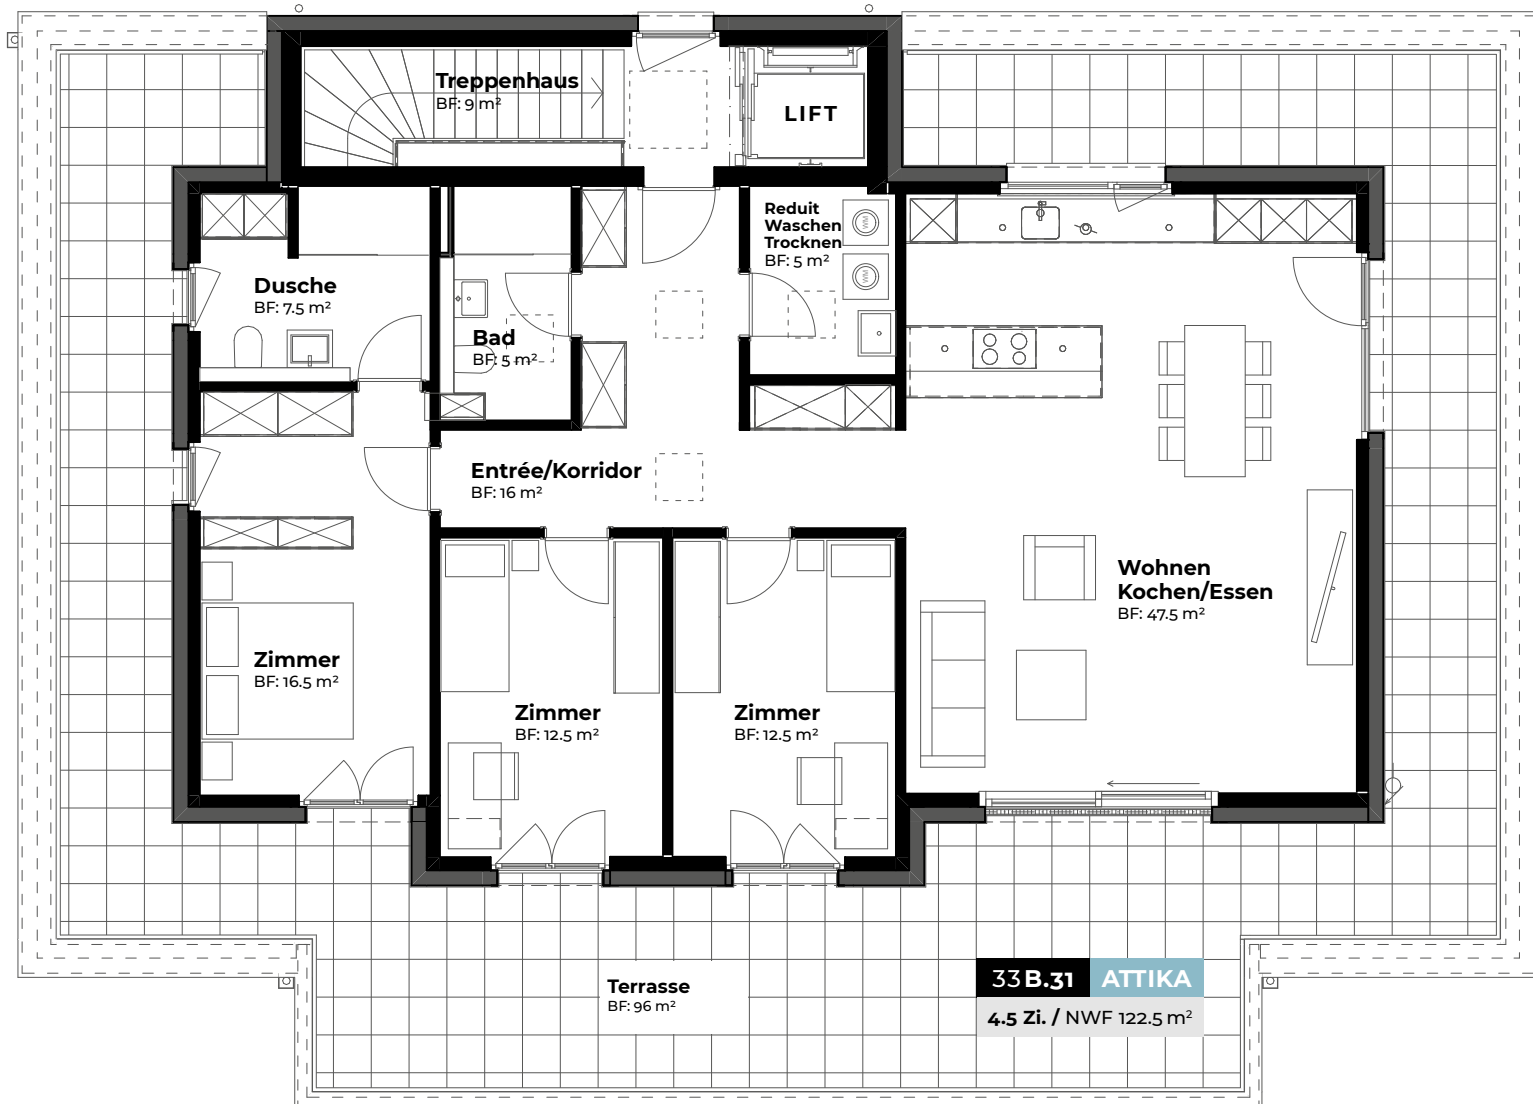 Treppenhaus
BF: 9 m²
LIFT
Reduit
Waschen
Trocknen
BF: 5 m²
WM
WM
Dusche
BF: 7.5 m²
Bad
BF: 5 m²
Entrée/Korridor
BF: 16 m²
Wohnen
Kochen/Essen
BF: 47.5 m²
Zimmer
BF: 16.5 m²
Zimmer
BF: 12.5 m²
Zimmer
BF: 12.5 m²
Terrasse
BF: 96 m²
33B.31 ATTIKA
4.5 Zi. / NWF 122.5 m²